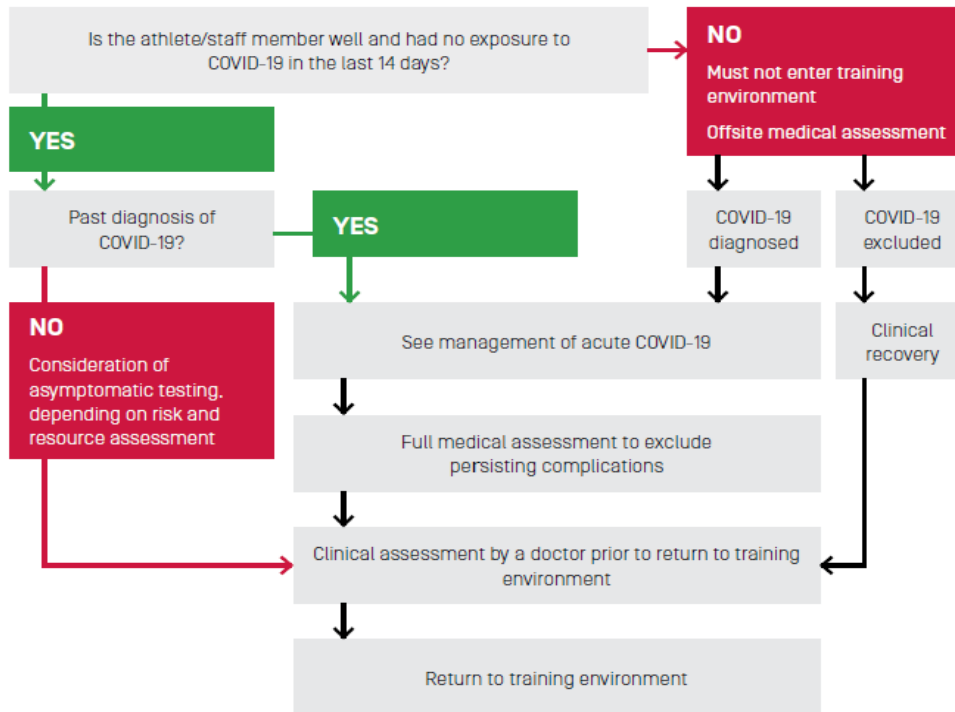 Is the athlete/staff member well and had no exposure to
COVID-19 in the last 14 days?
NO
Must not enter training
environment
Offsite medical assessment
YES
Past diagnosis of
COVID-19?
YES
COVID-19
diagnosed
COVID-19
excluded
NO
Consideration of
asymptomatic testing,
depending on risk and
resource assessment
See management of acute COVID-19
Clinical
recovery
Full medical assessment to exclude
persisting complications
Clinical assessment by a doctor prior to return to training
environment
Return to training environment